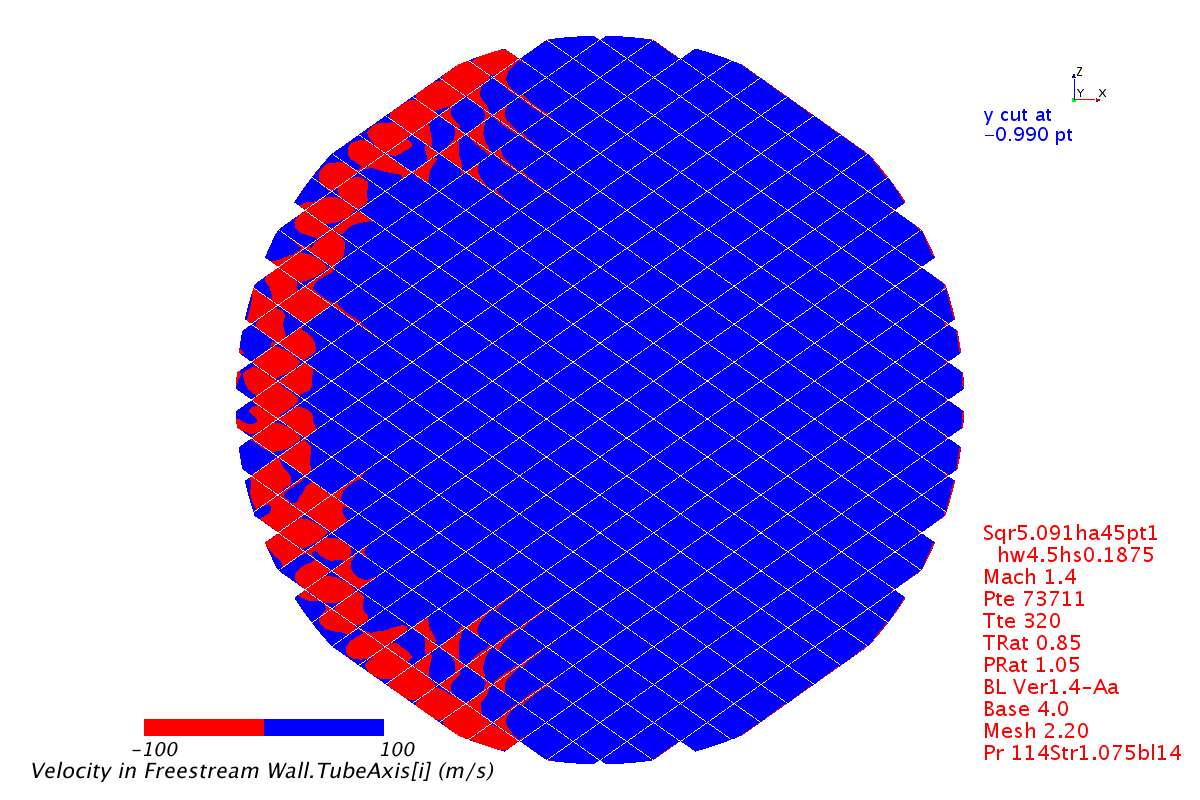 Z
Y X
y cut at
−0.990 pt
Sqr5.091ha45pt1
hw4.5hs0.1875
Mach 1.4
Pte 73711
Tte 320
TRat 0.85
PRat 1.05
BL Ver1.4−Aa
Base 4.0
Mesh 2.20
Pr 114Str1.075bl14
−100 100
Velocity in Freestream Wall.TubeAxis[i] (m/s)